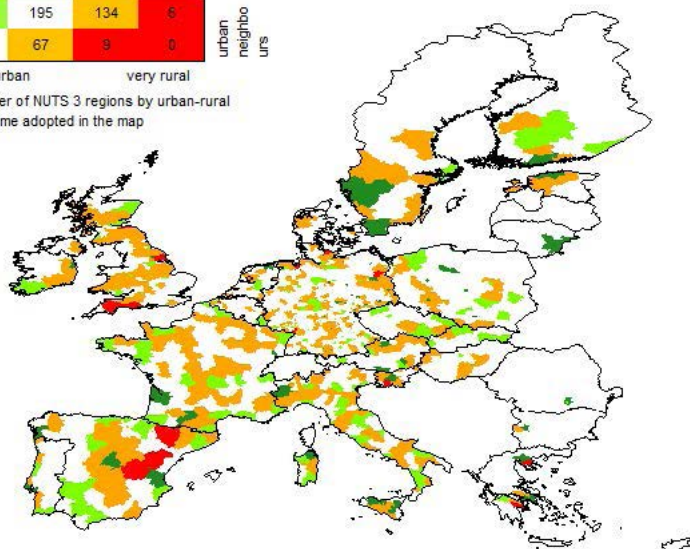 195 134 6
67 9 0
urban
neighbo
urs
rban
very rural
er of NUTS 3 regions by urban-rural
me adopted in the map